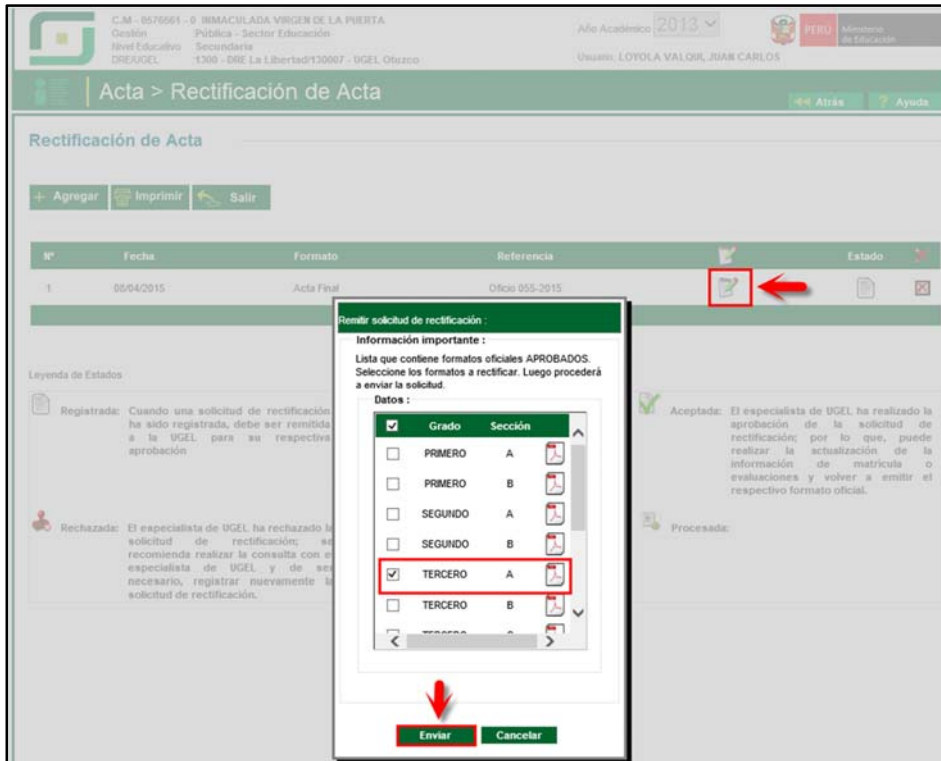 C.M - 0576561 - 0 INMACULADA VIRGEN DE LA PUERTA
Gestión Pública - Sector Educación
Nivel Educativo Secundaria
DRE/UGEL 1300 - DRE La Libertad/130007 - UGEL Otuzco
Año Académico 2013
Usuario: LOYOLA VALQUI, JUAN CARLOS
PERÚ Ministerio de Educación
Acta > Rectificación de Acta
Atrás ? Ayuda
Rectificación de Acta
+ Agregar Imprimir Salir
Nº Fecha Formato Referencia Estado
1 08/04/2015 Acta Final Oficio 055-2015
Remitir solicitud de rectificación :
Información importante :
Lista que contiene formatos oficiales APROBADOS.
Seleccione los formatos a rectificar. Luego procederá
a enviar la solicitud.
Datos :
Grado Sección
PRIMERO A
PRIMERO B
SEGUNDO A
SEGUNDO B
TERCERO A
TERCERO B
Enviar Cancelar
Leyenda de Estados
Registrada: Cuando una solicitud de rectificación
ha sido registrada, debe ser remitida
a la UGEL para su respectiva
aprobación
Aceptada: El especialista de UGEL ha realizado la
aprobación de la solicitud de
rectificación; por lo que, puede
realizar la actualización de la
información de matrícula o
evaluaciones y volver a emitir el
respectivo formato oficial.
Rechazada: El especialista de UGEL ha rechazado
solicitud de rectificación;
recomienda realizar la consulta con
especialista de UGEL y de
necesario, registrar nuevamente
solicitud de rectificación.
Procesada: